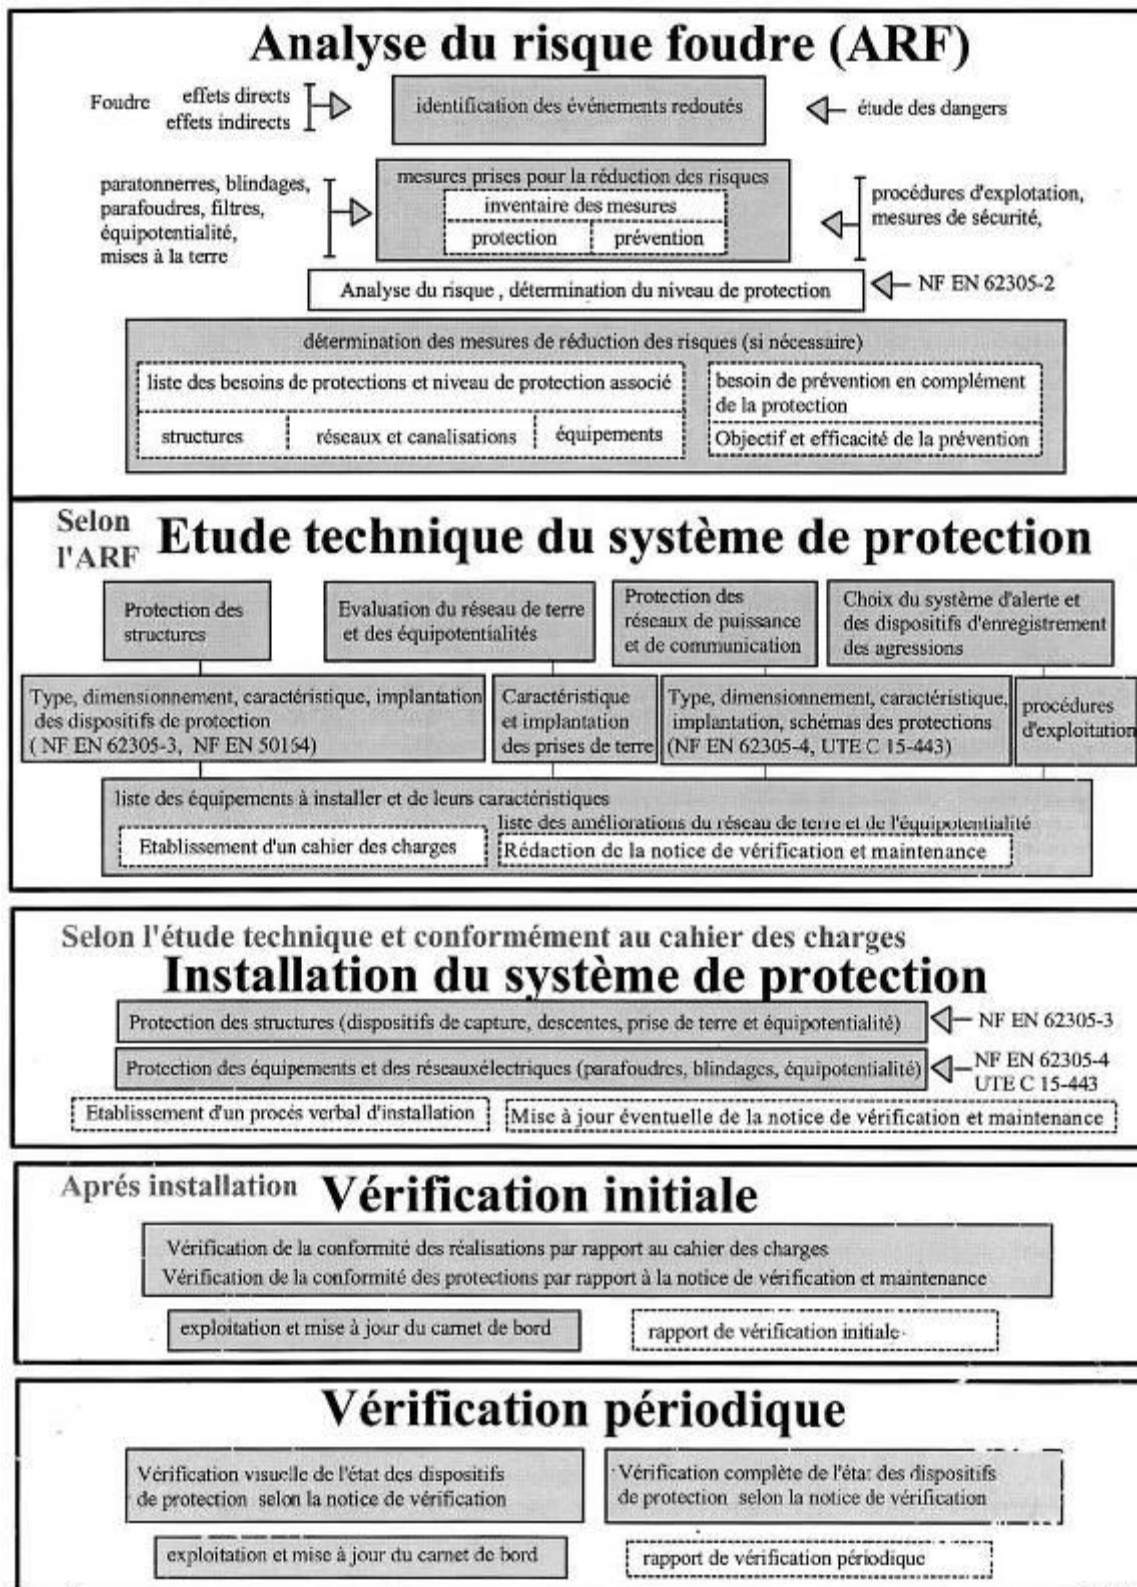 Analyse du risque foudre (ARF)
Foudre
effets directs
effets indirects
identification des événements redoutés
étude des dangers
paratonnerres, blindages,
parafoudres, filtres,
équipotentialité,
mises à la terre
mesures prises pour la réduction des risques
inventaire des mesures
protection
prévention
procédures d'explotation,
mesures de sécurité,
Analyse du risque , détermination du niveau de protection
NF EN 62305-2
détermination des mesures de réduction des risques (si nécessaire)
liste des besoins de protections et niveau de protection associé
structures
réseaux et canalisations
équipements
besoin de prévention en complément
de la protection
Objectif et efficacité de la prévention
Selon
l'ARF
Etude technique du système de protection
Protection des
structures
Evaluation du réseau de terre
et des équipotentialités
Protection des
réseaux de puissance
et de communication
Choix du système d'alerte et
des dispositifs d'enregistrement
des agressions
Type, dimensionnement, caractéristique, implantation
des dispositifs de protection
( NF EN 62305-3, NF EN 50164)
Caractéristique
et implantation
des prises de terre
Type, dimensionnement, caractéristique,
implantation, schémas des protections
(NF EN 62305-4, UTE C 15-443)
procédures
d'exploitation
liste des équipements à installer et de leurs caractéristiques
liste des améliorations du réseau de terre et de l'équipotentialité
Etablissement d'un cahier des charges
Rédaction de la notice de vérification et maintenance
Selon l'étude technique et conformément au cahier des charges
Installation du système de protection
Protection des structures (dispositifs de capture, descentes, prise de terre et équipotentialité)
NF EN 62305-3
Protection des équipements et des réseauxélectriques (parafoudres, blindages, équipotentialité)
NF EN 62305-4
UTE C 15-443
Etablissement d'un procés verbal d'installation
Mise à jour éventuelle de la notice de vérification et maintenance
Aprés installation
Vérification initiale
Vérification de la conformité des réalisations par rapport au cahier des charges
Vérification de la conformité des protections par rapport à la notice de vérification et maintenance
exploitation et mise à jour du carnet de bord
rapport de vérification initiale
Vérification périodique
Vérification visuelle de l'état des dispositifs
de protection selon la notice de vérification
Vérification complète de l'état des dispositifs
de protection selon la notice de vérification
exploitation et mise à jour du carnet de bord
rapport de vérification périodique